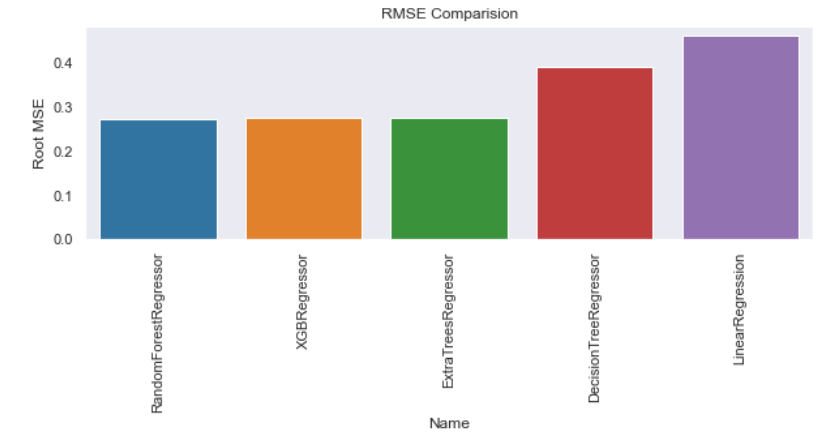 RMSE Comparision
Root MSE
0.4
0.3
0.2
0.1
0.0
RandomForestRegressor
XGBRegressor
ExtraTreesRegressor
DecisionTreeRegressor
LinearRegression
Name